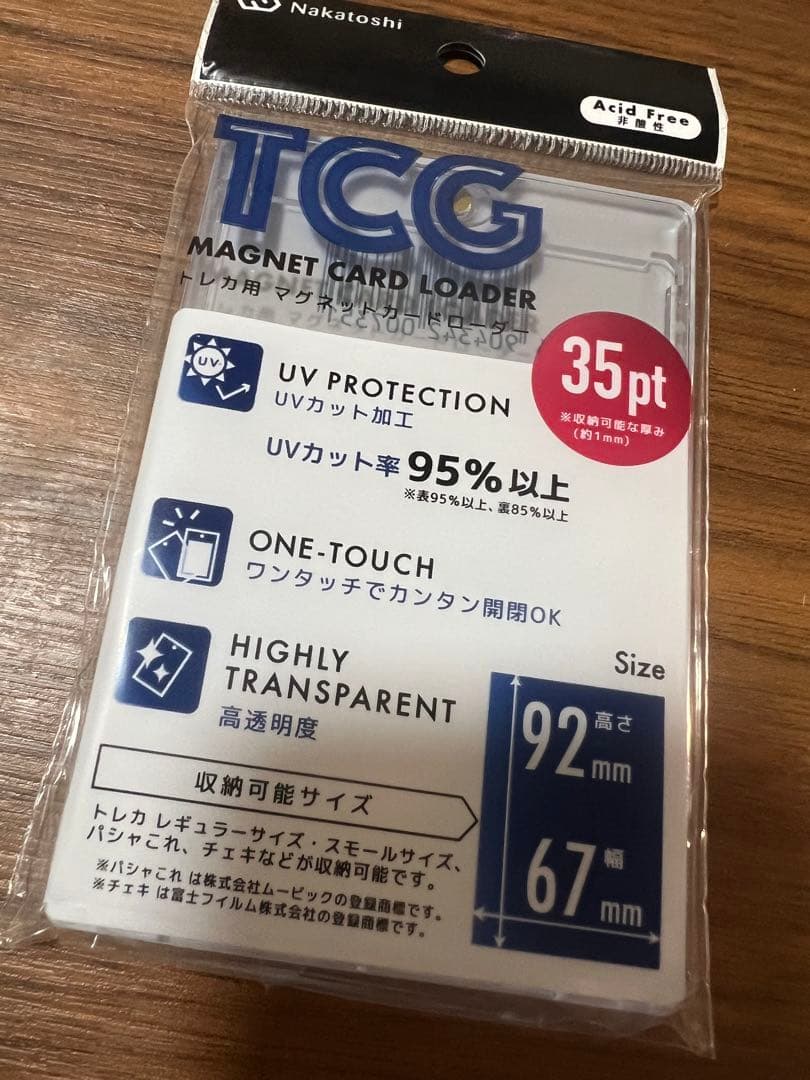 Nakatoshi
Acid Free
非酸性
TCG
MAGNET CARD LOADER
トレカ用 マグネットカードローダー
35pt
※収納可能な厚み
(約1mm)
UV
UV PROTECTION
UVカット加工
UVカット率95%以上
※表95%以上、裏85%以上
ONE-TOUCH
ワンタッチでカンタン開閉OK
HIGHLY
TRANSPARENT
高透明度
Size
92mm 高さ
67mm 幅
収納可能サイズ
トレカ レギュラーサイズ・スモールサイズ、
パシャこれ、チェキなどが収納可能です。
※パシャこれ は株式会社ムービックの登録商標です。
※チェキ は富士フイルム株式会社の登録商標です。